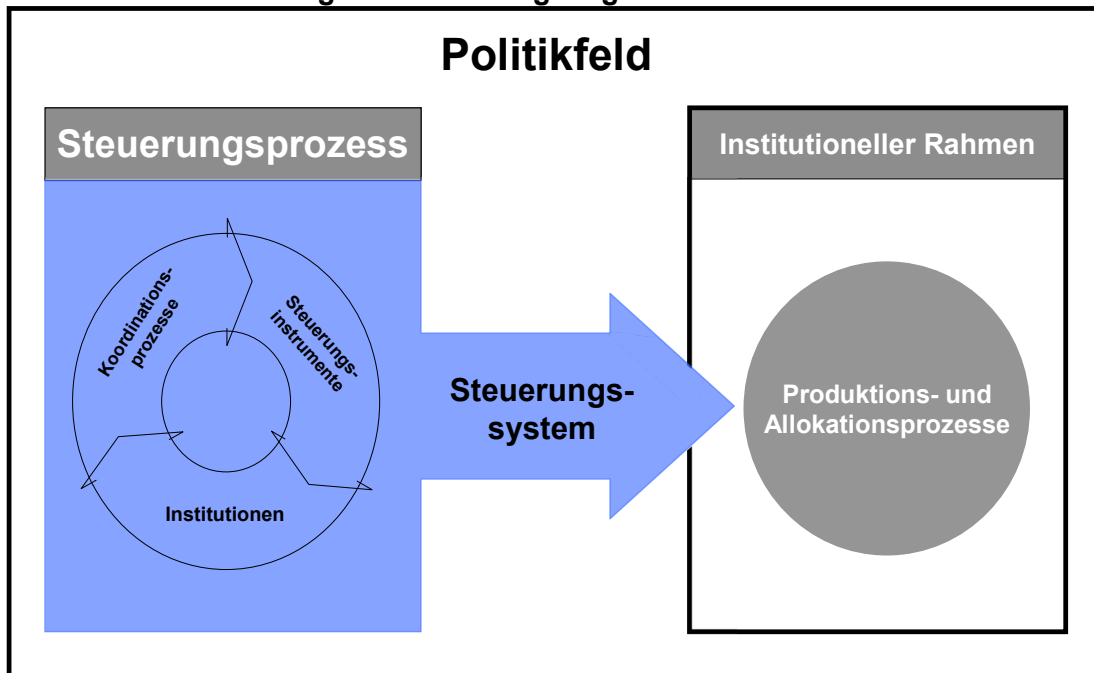 Politikfeld
Steuerungsprozess
Institutioneller Rahmen
Koordinations-
prozesse
Steuerungs-
instrumente
Institutionen
Steuerungs-
system
Produktions- und
Allokationsprozesse